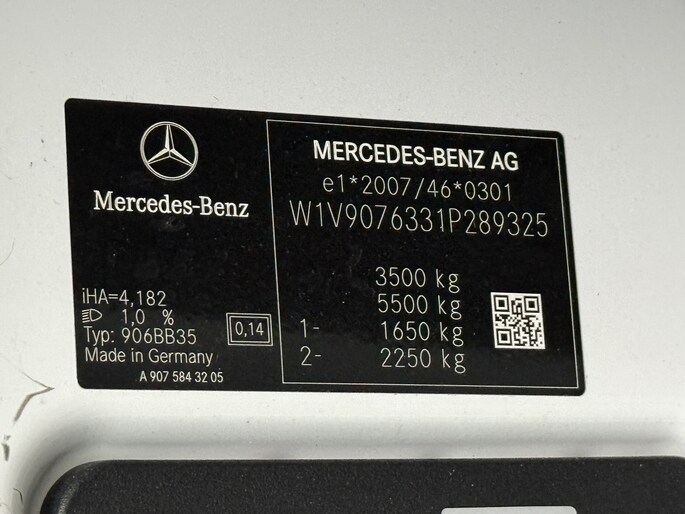 Mercedes-Benz
iHA=4,182
1,0 %
Typ: 906BB35
Made in Germany
0,14
A 907 584 32 05
MERCEDES-BENZ AG
e1*2007/46*0301
W1V9076331P289325
3500 kg
5500 kg
1- 1650 kg
2- 2250 kg